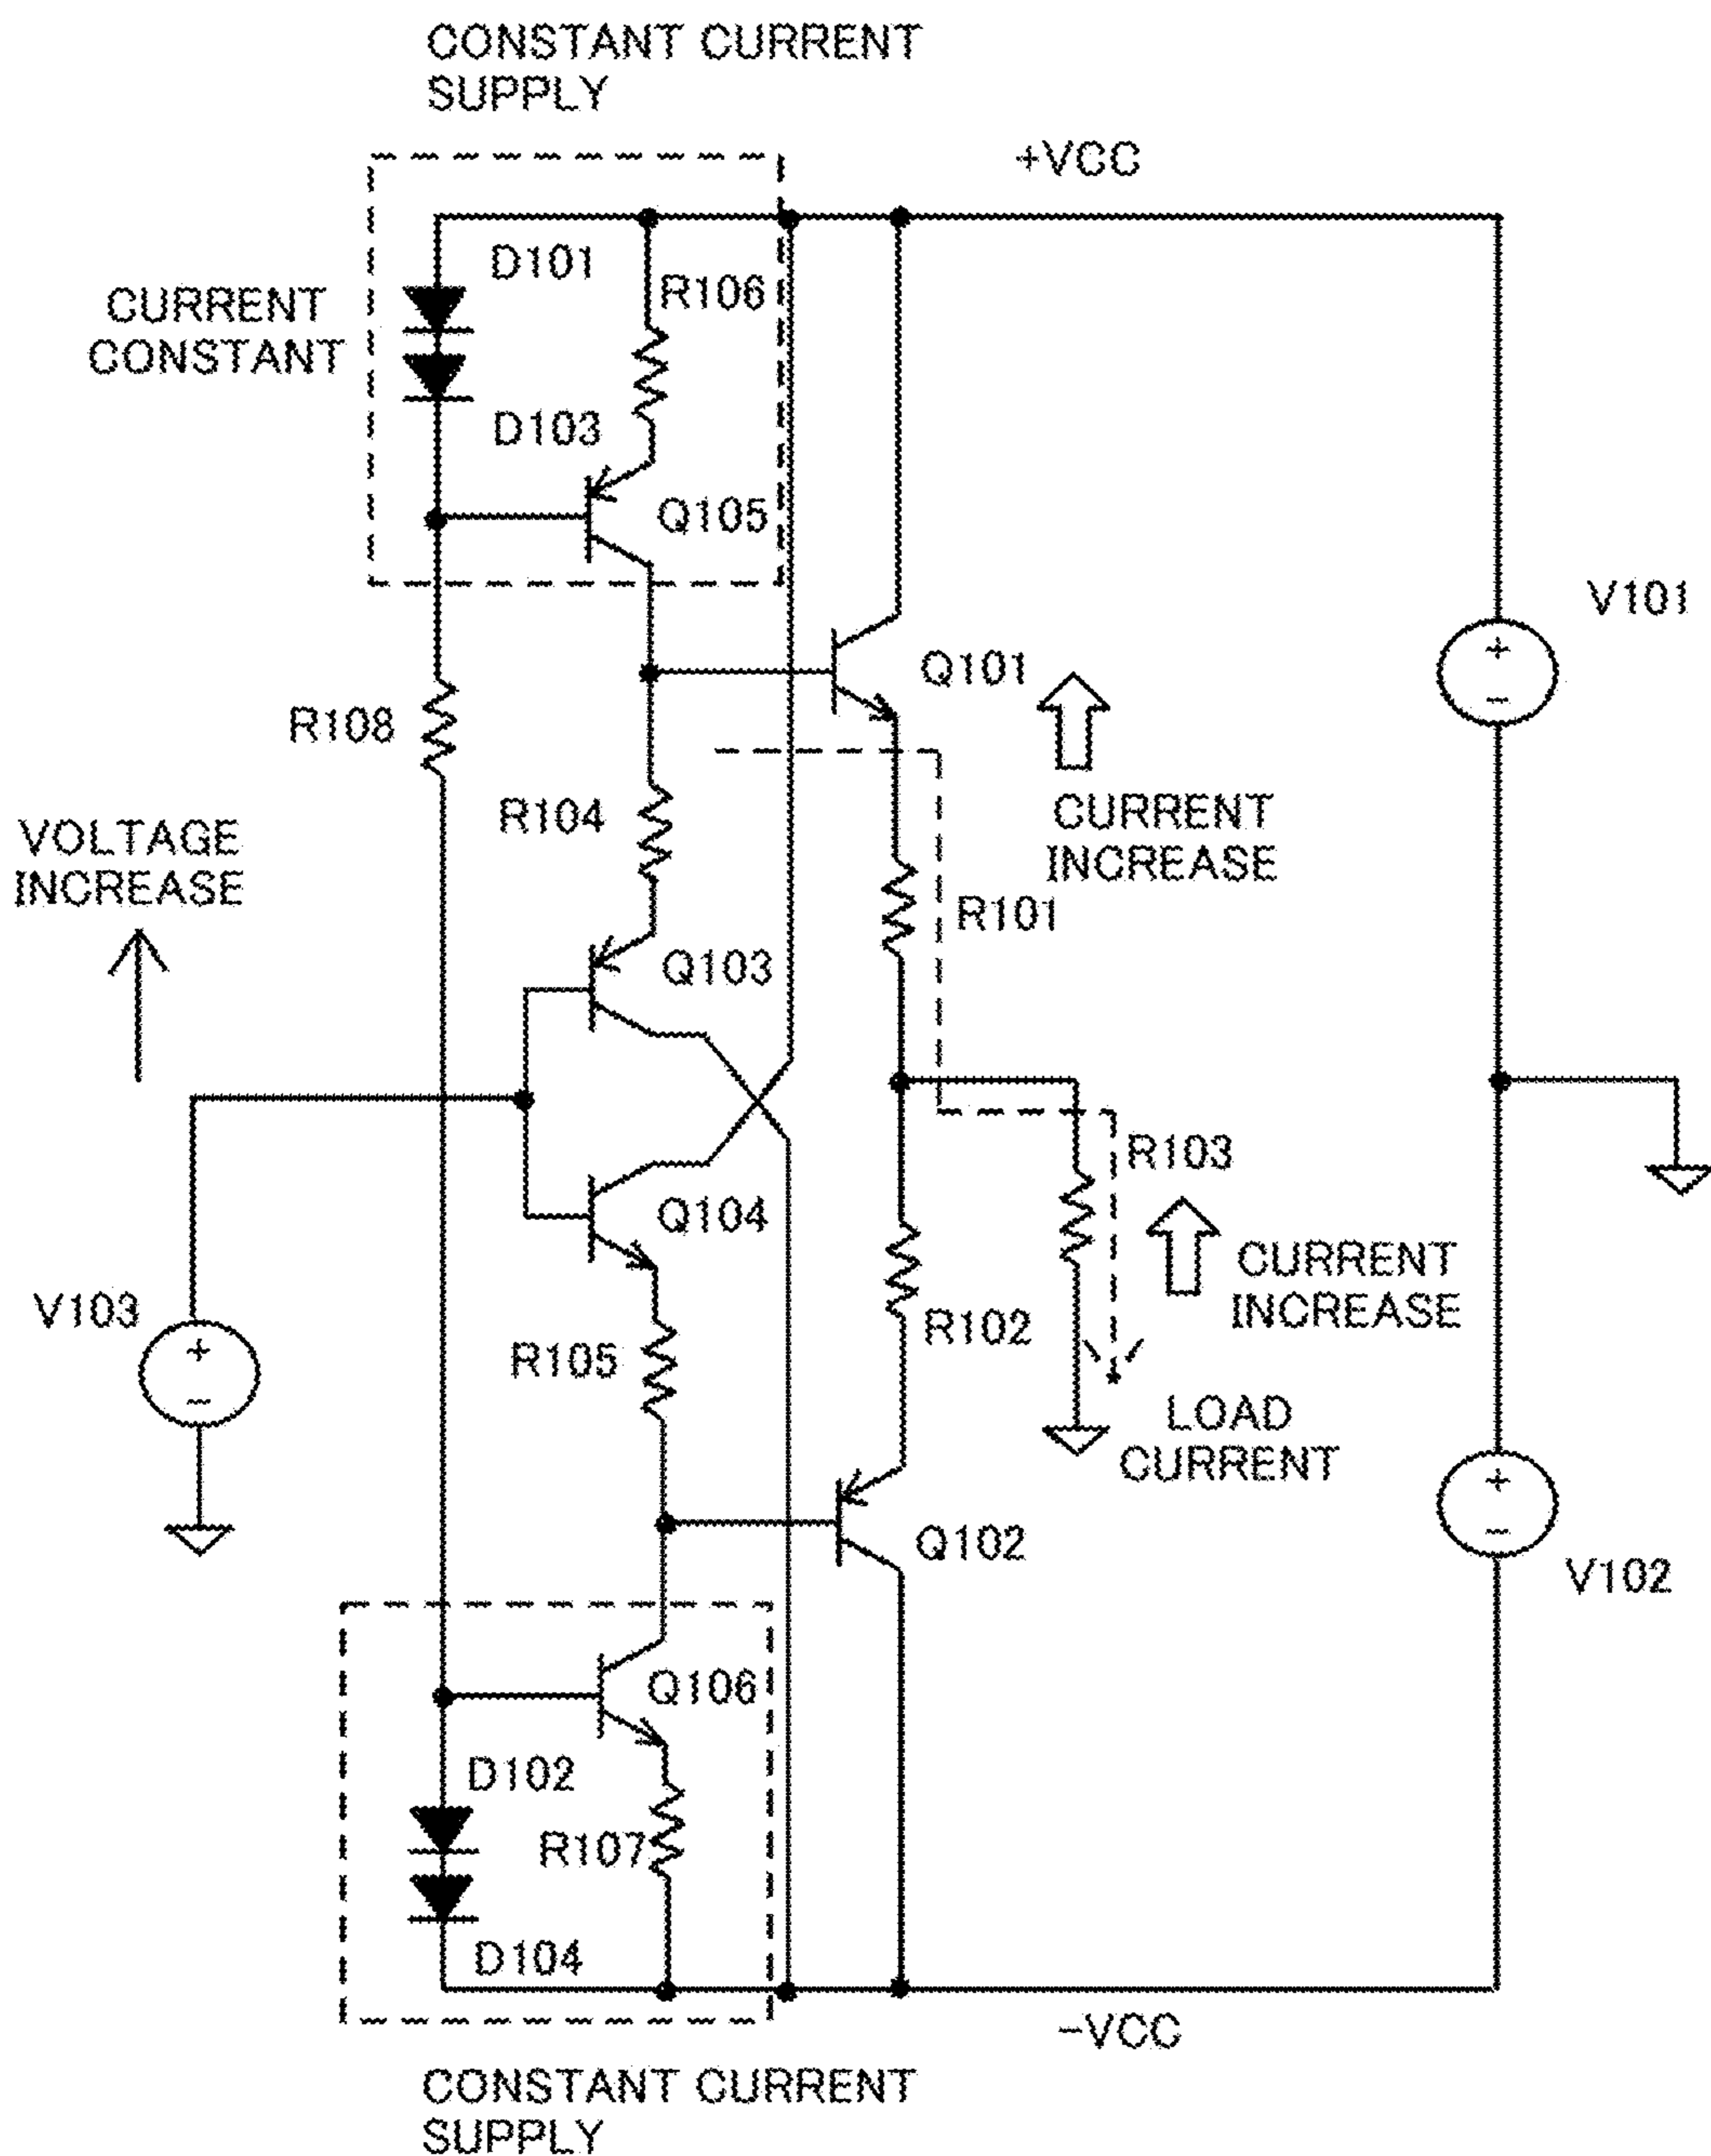 CONSTANT CURRENT
SUPPLY
+VCC
D101
R106
CURRENT
CONSTANT
D103
Q105
V101
+
−
Q101
R108
R104
CURRENT
INCREASE
VOLTAGE
INCREASE
R101
Q103
R103
Q104
CURRENT
INCREASE
V103
+
−
R102
R105
LOAD
CURRENT
+
−
Q102
V102
Q106
D102
R107
D104
−VCC
CONSTANT CURRENT
SUPPLY